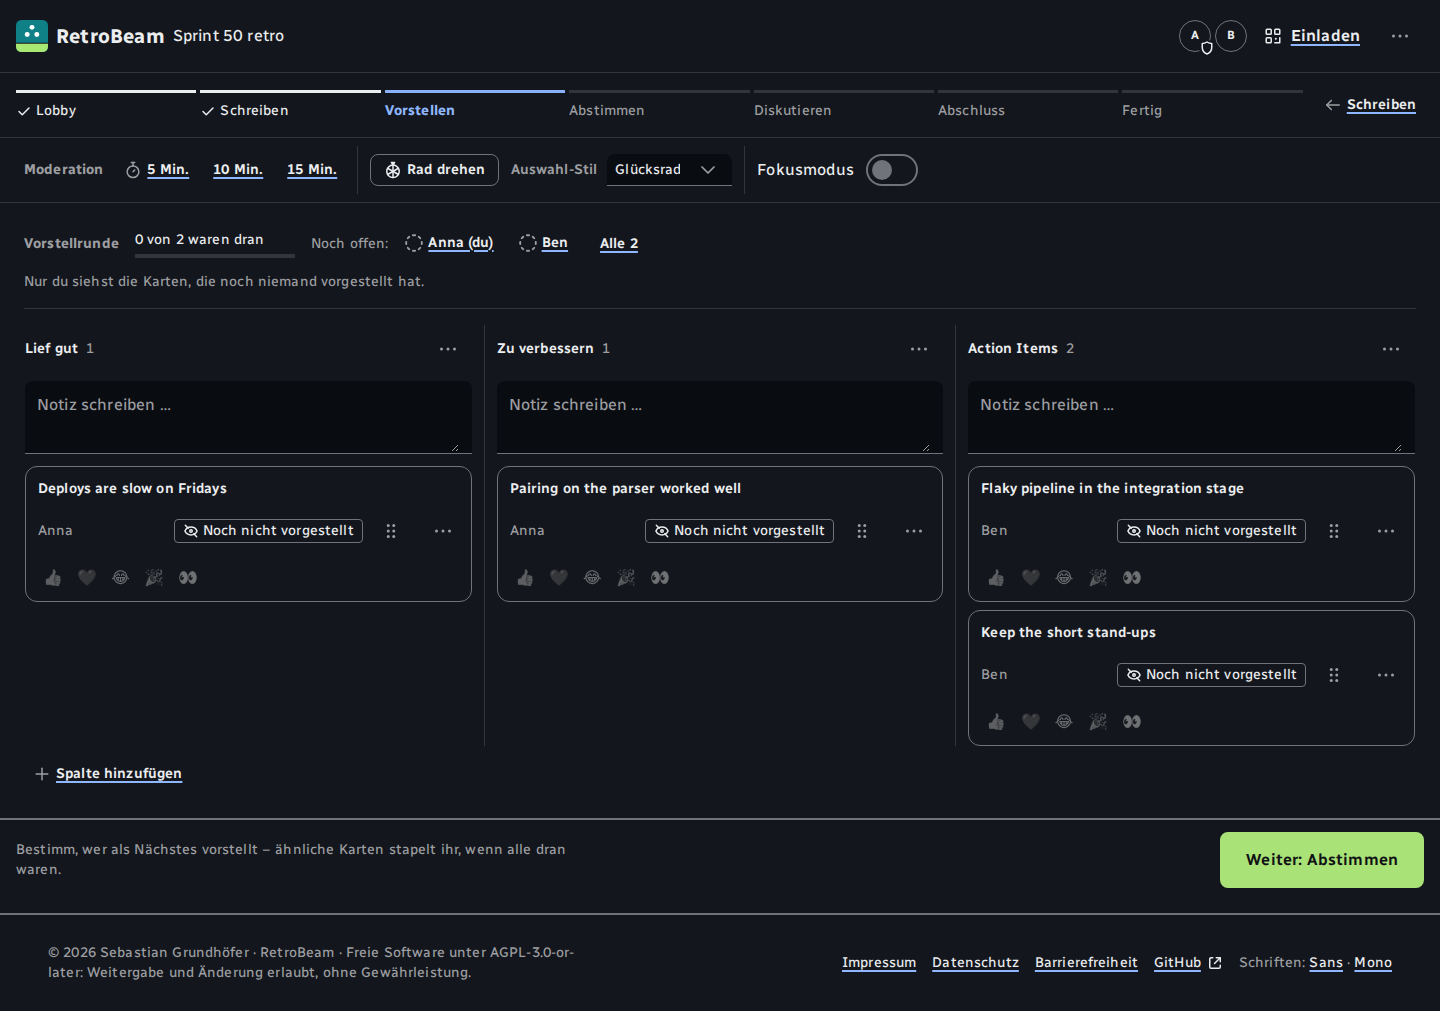 RetroBeam Sprint 50 retro
A B Einladen
Lobby Schreiben Vorstellen Abstimmen Diskutieren Abschluss Fertig Schreiben
Moderation 5 Min. 10 Min. 15 Min. Rad drehen Auswahl-Stil Glücksrad Fokusmodus
Vorstellrunde 0 von 2 waren dran Noch offen: Anna (du) Ben Alle 2
Nur du siehst die Karten, die noch niemand vorgestellt hat.
Lief gut 1
Notiz schreiben ...
Deploys are slow on Fridays
Anna Noch nicht vorgestellt
Zu verbessern 1
Notiz schreiben ...
Pairing on the parser worked well
Anna Noch nicht vorgestellt
Action Items 2
Notiz schreiben ...
Flaky pipeline in the integration stage
Ben Noch nicht vorgestellt
Keep the short stand-ups
Ben Noch nicht vorgestellt
Spalte hinzufügen
Bestimm, wer als Nächstes vorstellt – ähnliche Karten stapelt ihr, wenn alle dran
waren.
Weiter: Abstimmen
© 2026 Sebastian Grundhöfer · RetroBeam · Freie Software unter AGPL-3.0-or-
later: Weitergabe und Änderung erlaubt, ohne Gewährleistung.
Impressum Datenschutz Barrierefreiheit GitHub Schriften: Sans · Mono